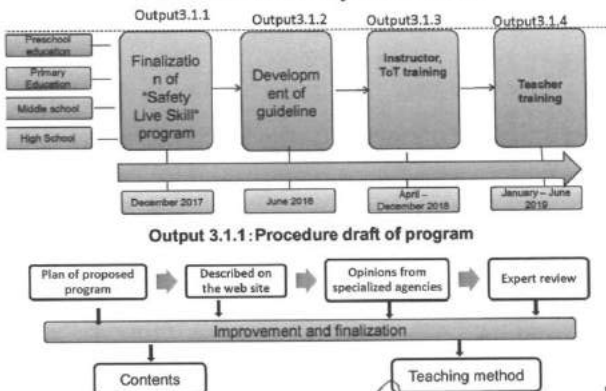 Output3.1.1
Output3.1.2
Output3.1.3
Output3.1.4
Preschool
education
Primary
Education
Middle school
High School
Finalizatio
n of
"Safety
Live Skill"
program
Developm
ent of
guideline
Instructor,
ToT training
Teacher
training
December 2017
June 2018
April –
December 2018
January – June
2019
Output 3.1.1:Procedure draft of program
Plan of proposed
program
Described on
the web site
Opinions from
specialized agencies
Expert review
Improvement and finalization
Contents
Teaching method